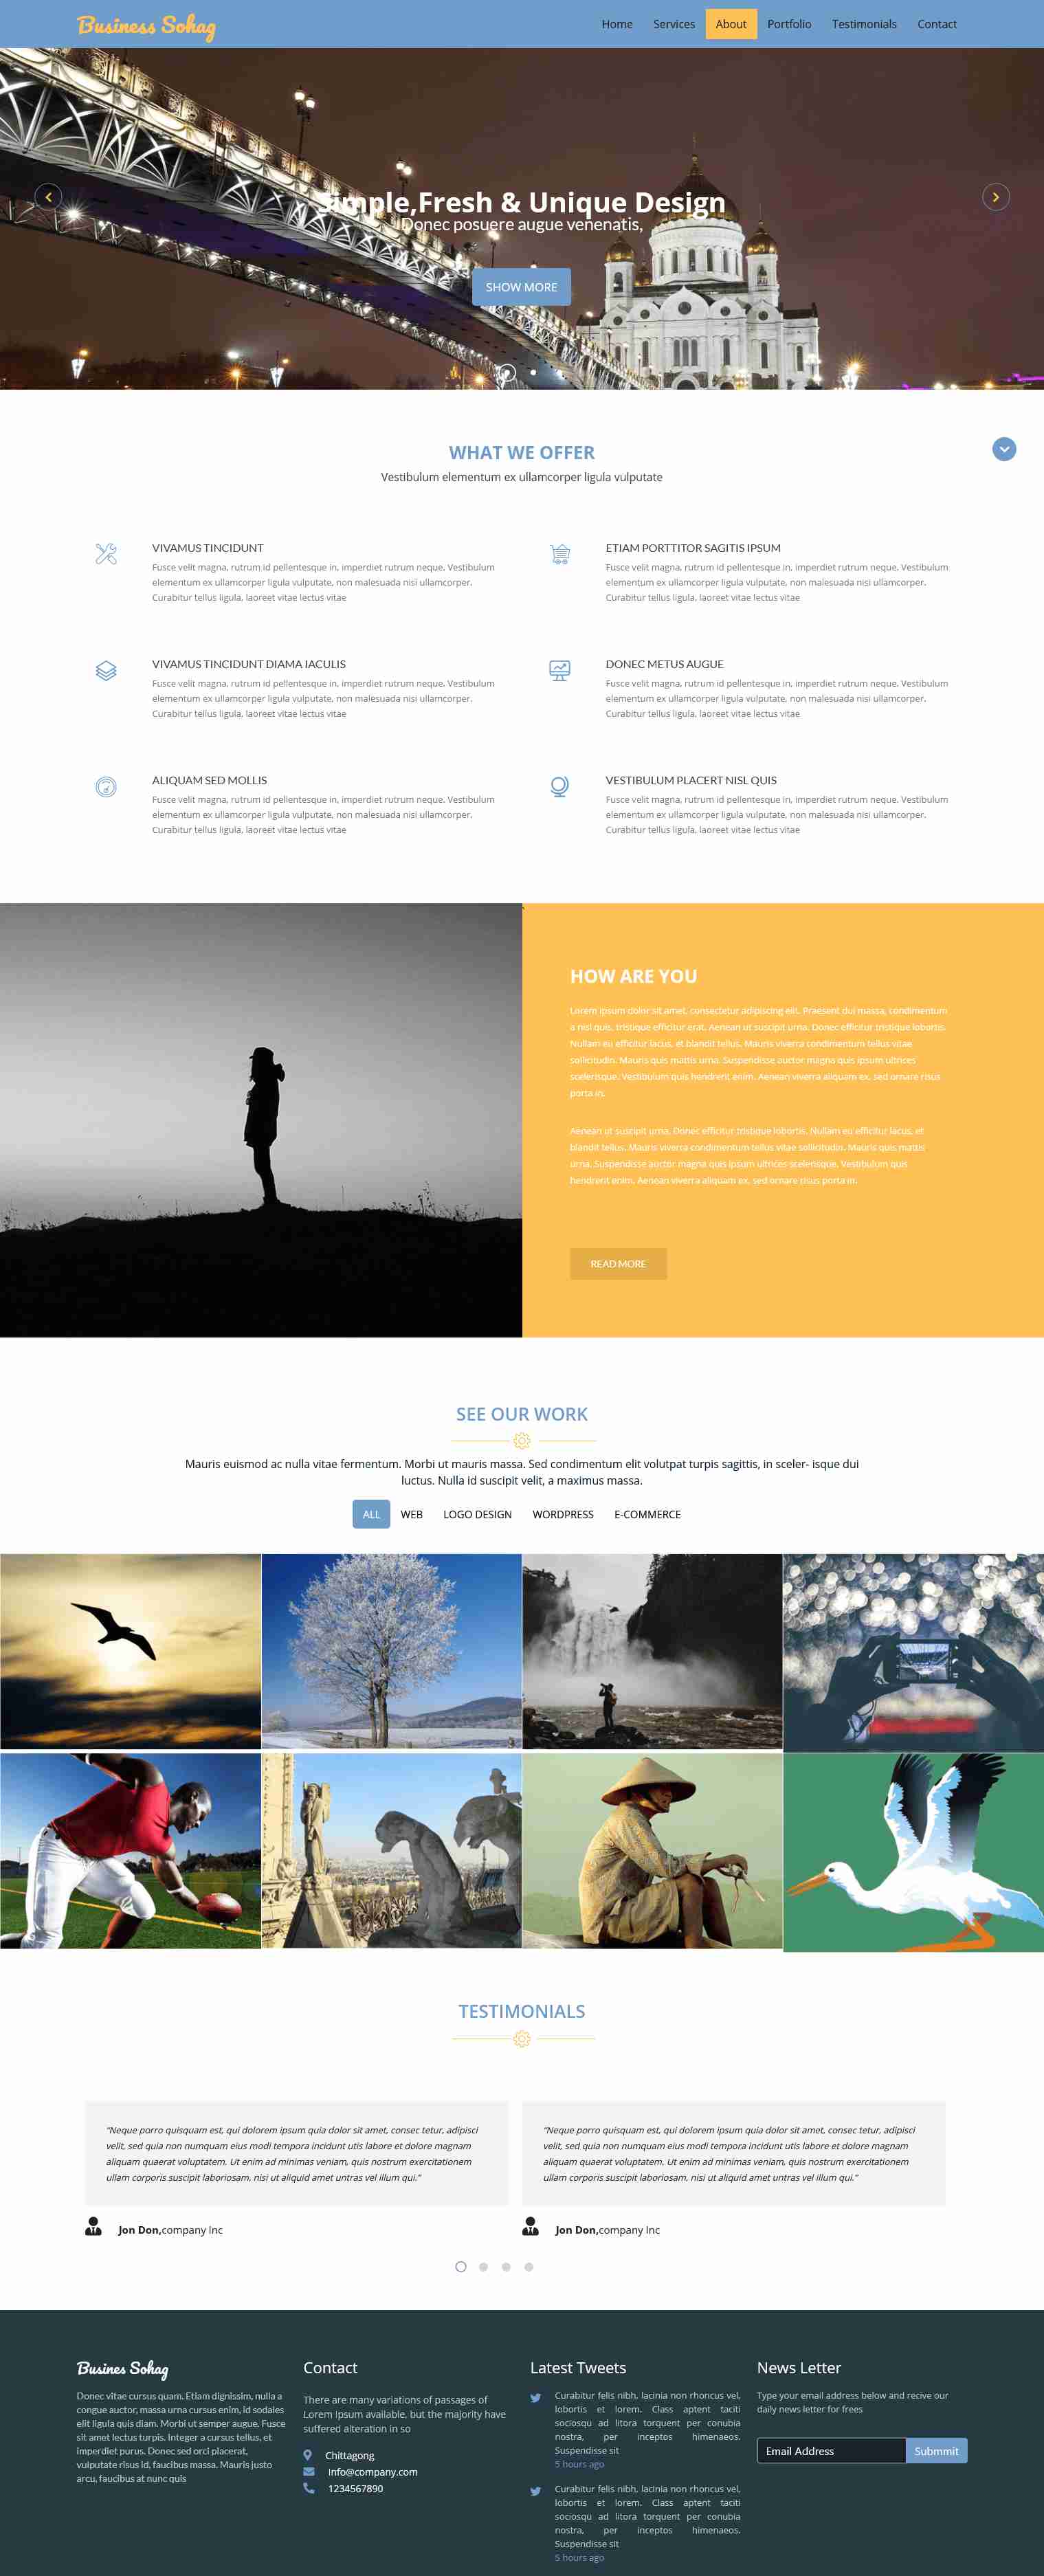 Business Sohag
Home Services About Portfolio Testimonials Contact
Simple,Fresh & Unique Design
Donec posuere augue venenatis,
SHOW MORE
WHAT WE OFFER
Vestibulum elementum ex ullamcorper ligula vulputate
VIVAMUS TINCIDUNT
Fusce velit magna, rutrum id pellentesque in, imperdiet rutrum neque. Vestibulum
elementum ex ullamcorper ligula vulputate, non malesuada nisi ullamcorper.
Curabitur tellus ligula, laoreet vitae lectus vitae
ETIAM PORTTITOR SAGITIS IPSUM
Fusce velit magna, rutrum id pellentesque in, imperdiet rutrum neque. Vestibulum
elementum ex ullamcorper ligula vulputate, non malesuada nisi ullamcorper.
Curabitur tellus ligula, laoreet vitae lectus vitae
VIVAMUS TINCIDUNT DIAMA IACULIS
Fusce velit magna, rutrum id pellentesque in, imperdiet rutrum neque. Vestibulum
elementum ex ullamcorper ligula vulputate, non malesuada nisi ullamcorper.
Curabitur tellus ligula, laoreet vitae lectus vitae
DONEC METUS AUGUE
Fusce velit magna, rutrum id pellentesque in, imperdiet rutrum neque. Vestibulum
elementum ex ullamcorper ligula vulputate, non malesuada nisi ullamcorper.
Curabitur tellus ligula, laoreet vitae lectus vitae
ALIQUAM SED MOLLIS
Fusce velit magna, rutrum id pellentesque in, imperdiet rutrum neque. Vestibulum
elementum ex ullamcorper ligula vulputate, non malesuada nisi ullamcorper.
Curabitur tellus ligula, laoreet vitae lectus vitae
VESTIBULUM PLACERT NISL QUIS
Fusce velit magna, rutrum id pellentesque in, imperdiet rutrum neque. Vestibulum
elementum ex ullamcorper ligula vulputate, non malesuada nisi ullamcorper.
Curabitur tellus ligula, laoreet vitae lectus vitae
HOW ARE YOU
Lorem ipsum dolor sit amet, consectetur adipiscing elit. Praesent dui massa, condimentum
a nisl quis, tristique efficitur erat. Aenean ut suscipit urna. Donec efficitur tristique lobortis.
Nullam eu efficitur lacus, et blandit tellus. Mauris viverra condimentum tellus vitae
sollicitudin. Mauris quis mattis urna. Suspendisse auctor magna quis ipsum ultrices
scelerisque. Vestibulum quis hendrerit enim. Aenean viverra aliquam ex, sed ornare risus
porta in.
Aenean ut suscipit urna. Donec efficitur tristique lobortis. Nullam eu efficitur lacus, et
blandit tellus. Mauris viverra condimentum tellus vitae sollicitudin. Mauris quis mattis
urna. Suspendisse auctor magna quis ipsum ultrices scelerisque. Vestibulum quis
hendrerit enim. Aenean viverra aliquam ex, sed ornare risus porta in.
READ MORE
SEE OUR WORK
Mauris euismod ac nulla vitae fermentum. Morbi ut mauris massa. Sed condimentum elit volutpat turpis sagittis, in sceler- isque dui
luctus. Nulla id suscipit velit, a maximus massa.
ALL WEB LOGO DESIGN WORDPRESS E-COMMERCE
TESTIMONIALS
"Neque porro quisquam est, qui dolorem ipsum quia dolor sit amet, consec tetur, adipisci
velit, sed quia non numquam eius modi tempora incidunt utis labore et dolore magnam
aliquam quaerat voluptatem. Ut enim ad minimas veniam, quis nostrum exercitationem
ullam corporis suscipit laboriosam, nisi ut aliquid amet untras vel illum qui."
Jon Don,company Inc
"Neque porro quisquam est, qui dolorem ipsum quia dolor sit amet, consec tetur, adipisci
velit, sed quia non numquam eius modi tempora incidunt utis labore et dolore magnam
aliquam quaerat voluptatem. Ut enim ad minimas veniam, quis nostrum exercitationem
ullam corporis suscipit laboriosam, nisi ut aliquid amet untras vel illum qui."
Jon Don,company Inc
Busines Sohag
Donec vitae cursus quam. Etiam dignissim, nulla a
congue auctor, massa urna cursus enim, id sodales
elit ligula quis diam. Morbi ut semper augue. Fusce
sit amet lectus turpis. Integer a cursus tellus, et
imperdiet purus. Donec sed orci placerat,
vulputate risus id, faucibus massa. Mauris justo
arcu, faucibus at nunc quis
Contact
There are many variations of passages of
Lorem Ipsum available, but the majority have
suffered alteration in so
Chittagong
Info@company.com
1234567890
Latest Tweets
Curabitur felis nibh, lacinia non rhoncus vel,
lobortis et lorem. Class aptent taciti
sociosqu ad litora torquent per conubia
nostra, per inceptos himenaeos.
Suspendisse sit
5 hours ago
Curabitur felis nibh, lacinia non rhoncus vel,
lobortis et lorem. Class aptent taciti
sociosqu ad litora torquent per conubia
nostra, per inceptos himenaeos.
Suspendisse sit
5 hours ago
News Letter
Type your email address below and recive our
daily news letter for frees
Email Address
Submmit